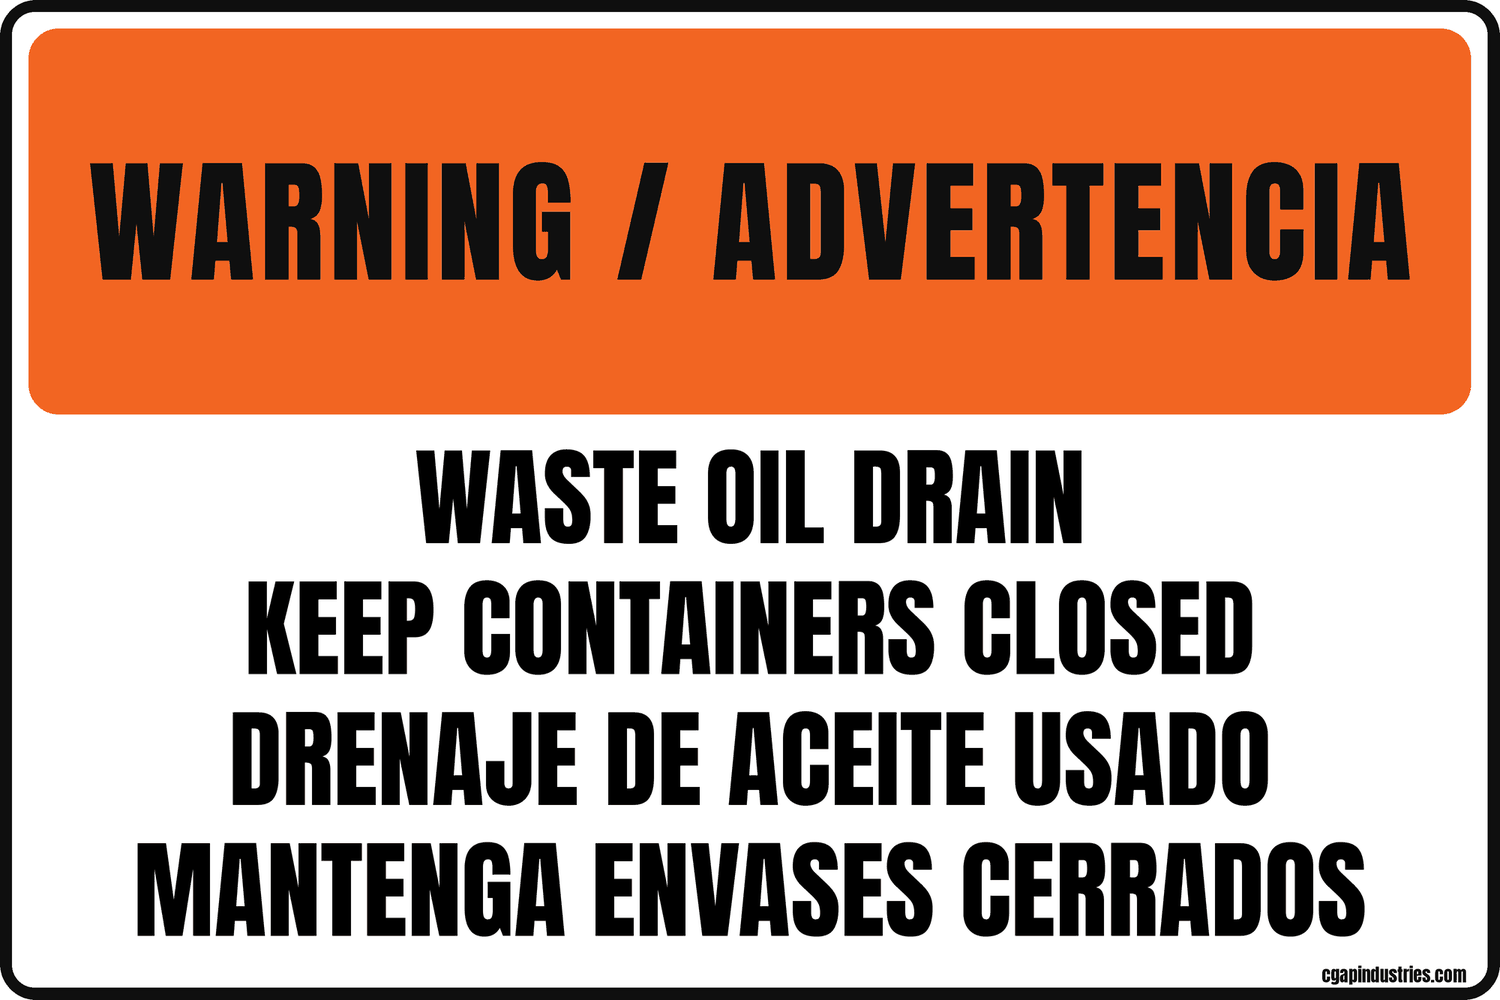 WARNING / ADVERTENCIA
WASTE OIL DRAIN
KEEP CONTAINERS CLOSED
DRENAJE DE ACEITE USADO
MANTENGA ENVASES CERRADOS
cgapindustries.com